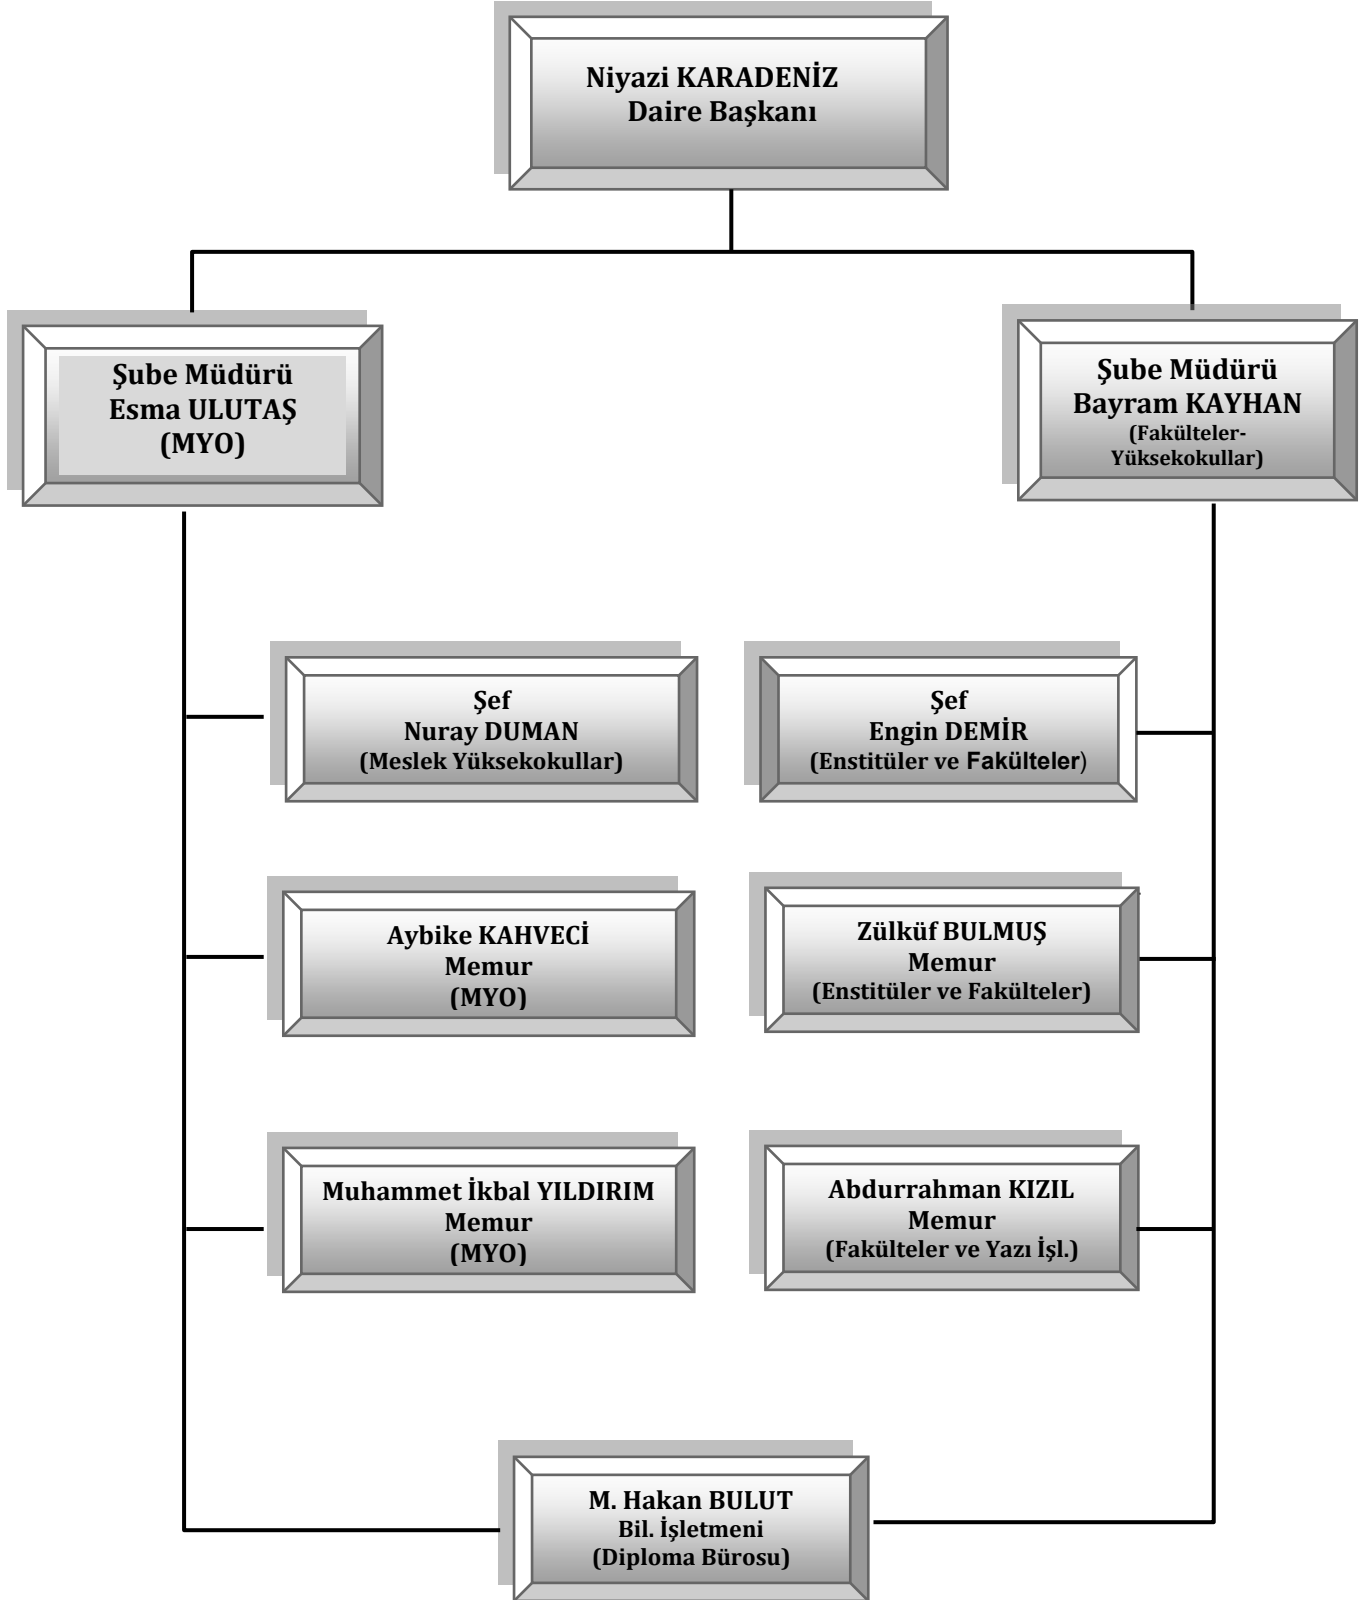 Niyazi KARADENİZ
Daire Başkanı
Şube Müdürü
Esma ULUTAŞ
(MYO)
Şube Müdürü
Bayram KAYHAN
(Fakülteler-
Yüksekokullar)
Şef
Nuray DUMAN
(Meslek Yüksekokullar)
Şef
Engin DEMİR
(Enstitüler ve Fakülteler)
Aybike KAHVECİ
Memur
(MYO)
Zülküf BULMUŞ
Memur
(Enstitüler ve Fakülteler)
Muhammet İkbal YILDIRIM
Memur
(MYO)
Abdurrahman KIZIL
Memur
(Fakülteler ve Yazı İşl.)
M. Hakan BULUT
Bil. İşletmeni
(Diploma Bürosu)